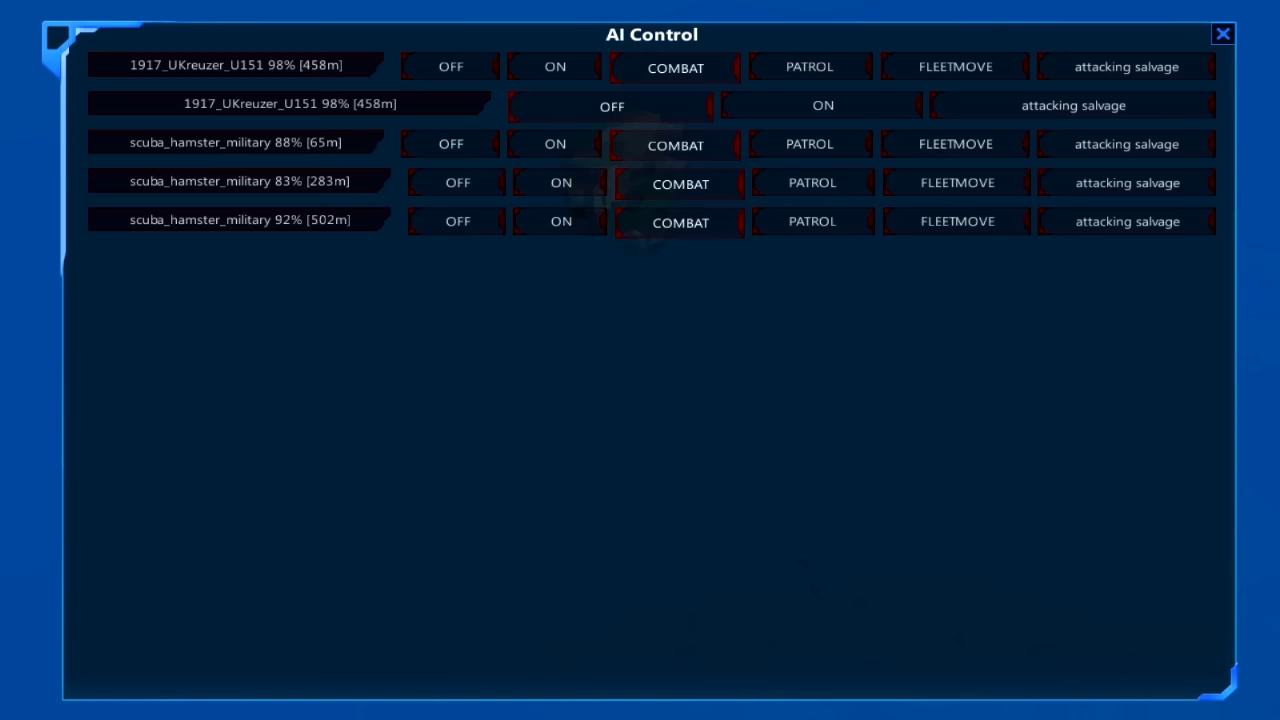 AI Control
1917_UKreuzer_U151 98% [458m] OFF ON COMBAT PATROL FLEETMOVE attacking salvage
1917_UKreuzer_U151 98% [458m] OFF ON attacking salvage
scuba_hamster_military 88% [65m] OFF ON COMBAT PATROL FLEETMOVE attacking salvage
scuba_hamster_military 83% [283m] OFF ON COMBAT PATROL FLEETMOVE attacking salvage
scuba_hamster_military 92% [502m] OFF ON COMBAT PATROL FLEETMOVE attacking salvage